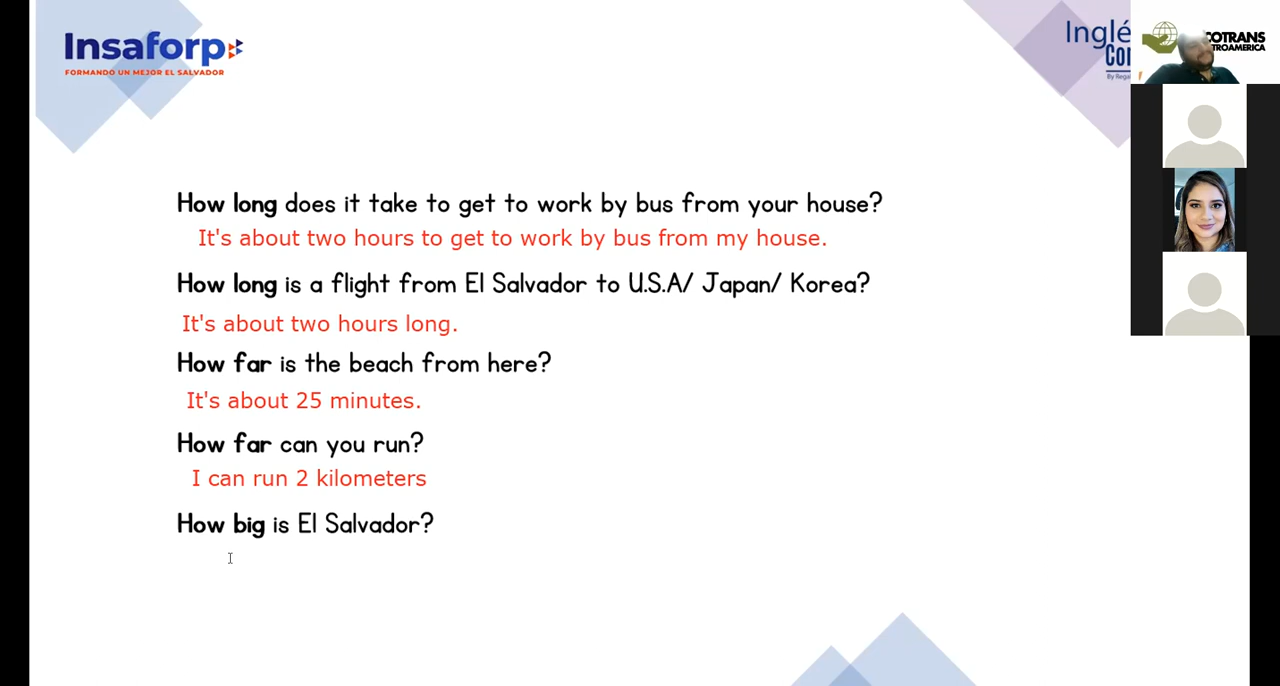 Insaforp
FORMANDO UN MEJOR EL SALVADOR
How long does it take to get to work by bus from your house?
It's about two hours to get to work by bus from my house.
How long is a flight from El Salvador to U.S.A/ Japan/ Korea?
It's about two hours long.
How far is the beach from here?
It's about 25 minutes.
How far can you run?
I can run 2 kilometers
How big is El Salvador?